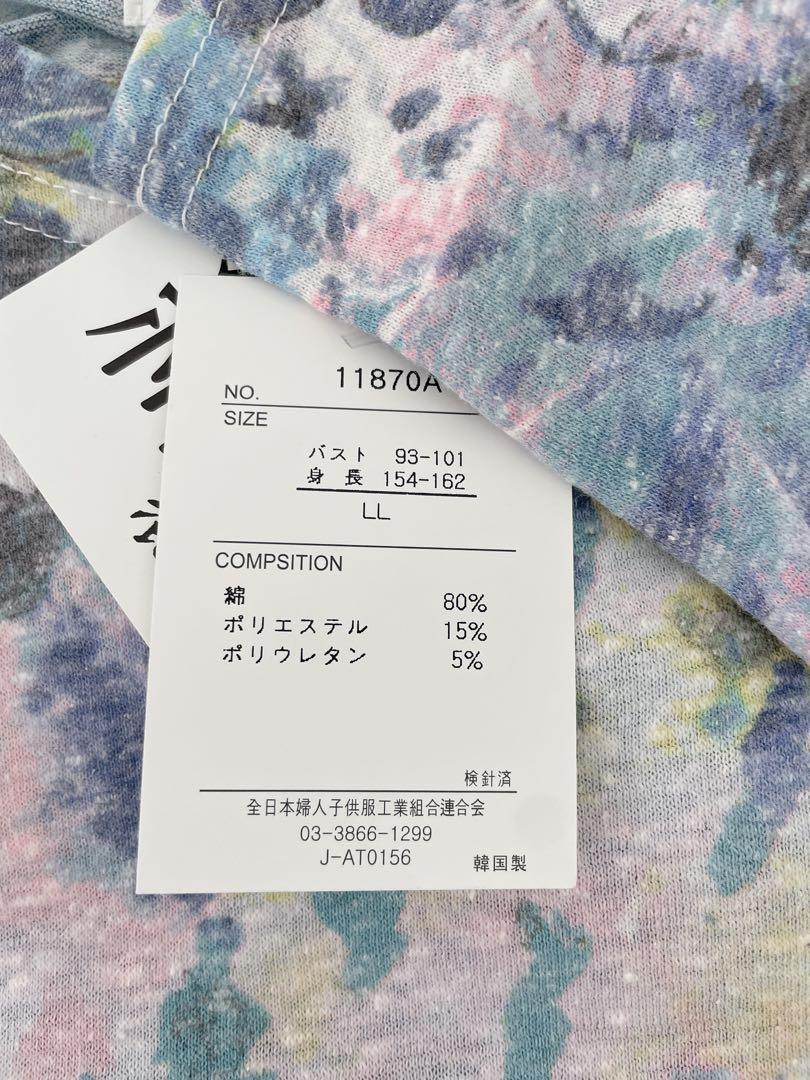 NO. 11870A
SIZE
バスト 93-101
身長 154-162
LL
COMPSITION
綿 80%
ポリエステル 15%
ポリウレタン 5%
検針済
全日本婦人子供服工業組合連合会
03-3866-1299
J-AT0156 韓国製